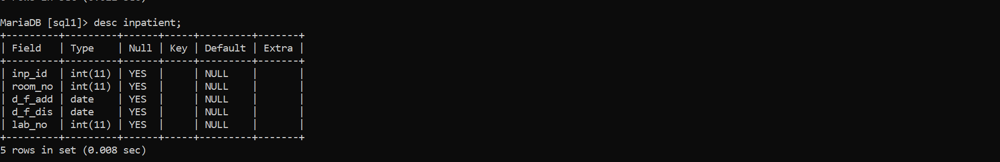 MariaDB [sql1]> desc inpatient;
+---------+---------+------+-----+---------+-------+
| Field   | Type    | Null | Key | Default | Extra |
+---------+---------+------+-----+---------+-------+
| inp_id  | int(11) | YES  |     | NULL    |       |
| room_no | int(11) | YES  |     | NULL    |       |
| d_f_add | date    | YES  |     | NULL    |       |
| d_f_dis | date    | YES  |     | NULL    |       |
| lab_no  | int(11) | YES  |     | NULL    |       |
+---------+---------+------+-----+---------+-------+
5 rows in set (0.008 sec)